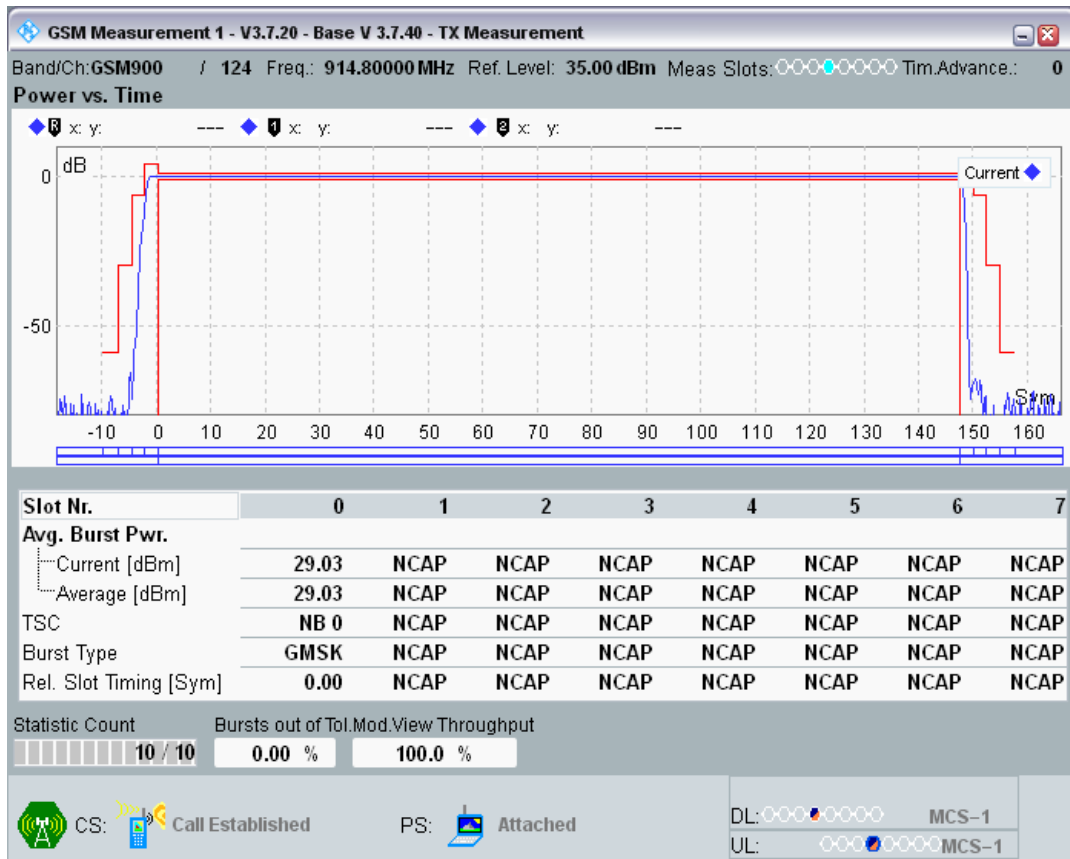 GSM Measurement 1 - V3.7.20 - Base V 3.7.40 - TX Measurement
Band/Ch:GSM900 / 124 Freq.: 914.80000 MHz Ref. Level: 35.00 dBm Meas Slots: Tim.Advance.: 0
Power vs. Time
R x: y: --- 1 x: y: --- 2 x: y: ---
dB
Current
0
-50
Sym
-10 0 10 20 30 40 50 60 70 80 90 100 110 120 130 140 150 160
Slot Nr. 0 1 2 3 4 5 6 7
Avg. Burst Pwr.
Current [dBm] 29.03 NCAP NCAP NCAP NCAP NCAP NCAP NCAP
Average [dBm] 29.03 NCAP NCAP NCAP NCAP NCAP NCAP NCAP
TSC NB 0 NCAP NCAP NCAP NCAP NCAP NCAP NCAP
Burst Type GMSK NCAP NCAP NCAP NCAP NCAP NCAP NCAP
Rel. Slot Timing [Sym] 0.00 NCAP NCAP NCAP NCAP NCAP NCAP NCAP
Statistic Count Bursts out of Tol. Mod.View Throughput
10 / 10 0.00 % 100.0 %
CS: Call Established PS: Attached
DL: MCS-1
UL: MCS-1